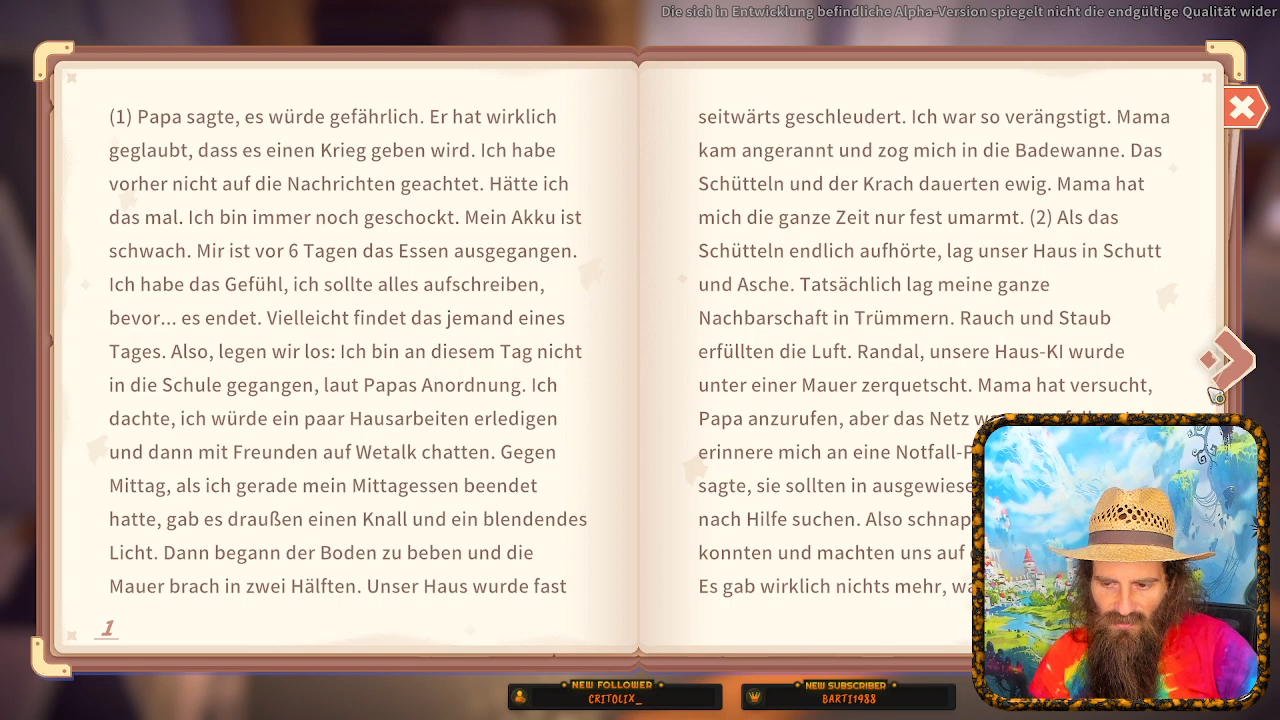 Die sich in Entwicklung befindliche Alpha-Version spiegelt nicht die endgültige Qualität wider
(1) Papa sagte, es würde gefährlich. Er hat wirklich
geglaubt, dass es einen Krieg geben wird. Ich habe
vorher nicht auf die Nachrichten geachtet. Hätte ich
das mal. Ich bin immer noch geschockt. Mein Akku ist
schwach. Mir ist vor 6 Tagen das Essen ausgegangen.
Ich habe das Gefühl, ich sollte alles aufschreiben,
bevor... es endet. Vielleicht findet das jemand eines
Tages. Also, legen wir los: Ich bin an diesem Tag nicht
in die Schule gegangen, laut Papas Anordnung. Ich
dachte, ich würde ein paar Hausarbeiten erledigen
und dann mit Freunden auf Wetalk chatten. Gegen
Mittag, als ich gerade mein Mittagessen beendet
hatte, gab es draußen einen Knall und ein blendendes
Licht. Dann begann der Boden zu beben und die
Mauer brach in zwei Hälften. Unser Haus wurde fast
1
seitwärts geschleudert. Ich war so verängstigt. Mama
kam angerannt und zog mich in die Badewanne. Das
Schütteln und der Krach dauerten ewig. Mama hat
mich die ganze Zeit nur fest umarmt. (2) Als das
Schütteln endlich aufhörte, lag unser Haus in Schutt
und Asche. Tatsächlich lag meine ganze
Nachbarschaft in Trümmern. Rauch und Staub
erfüllten die Luft. Randal, unsere Haus-KI wurde
unter einer Mauer zerquetscht. Mama hat versucht,
Papa anzurufen, aber das Netz
erinnere mich an eine Notfall-
sagte, sie sollten in
nach Hilfe suchen. Also
konnten und machten uns auf
Es gab wirklich nichts mehr,
NEW FOLLOWER
CRITOLIX_
NEW SUBSCRIBER
BARTI1988